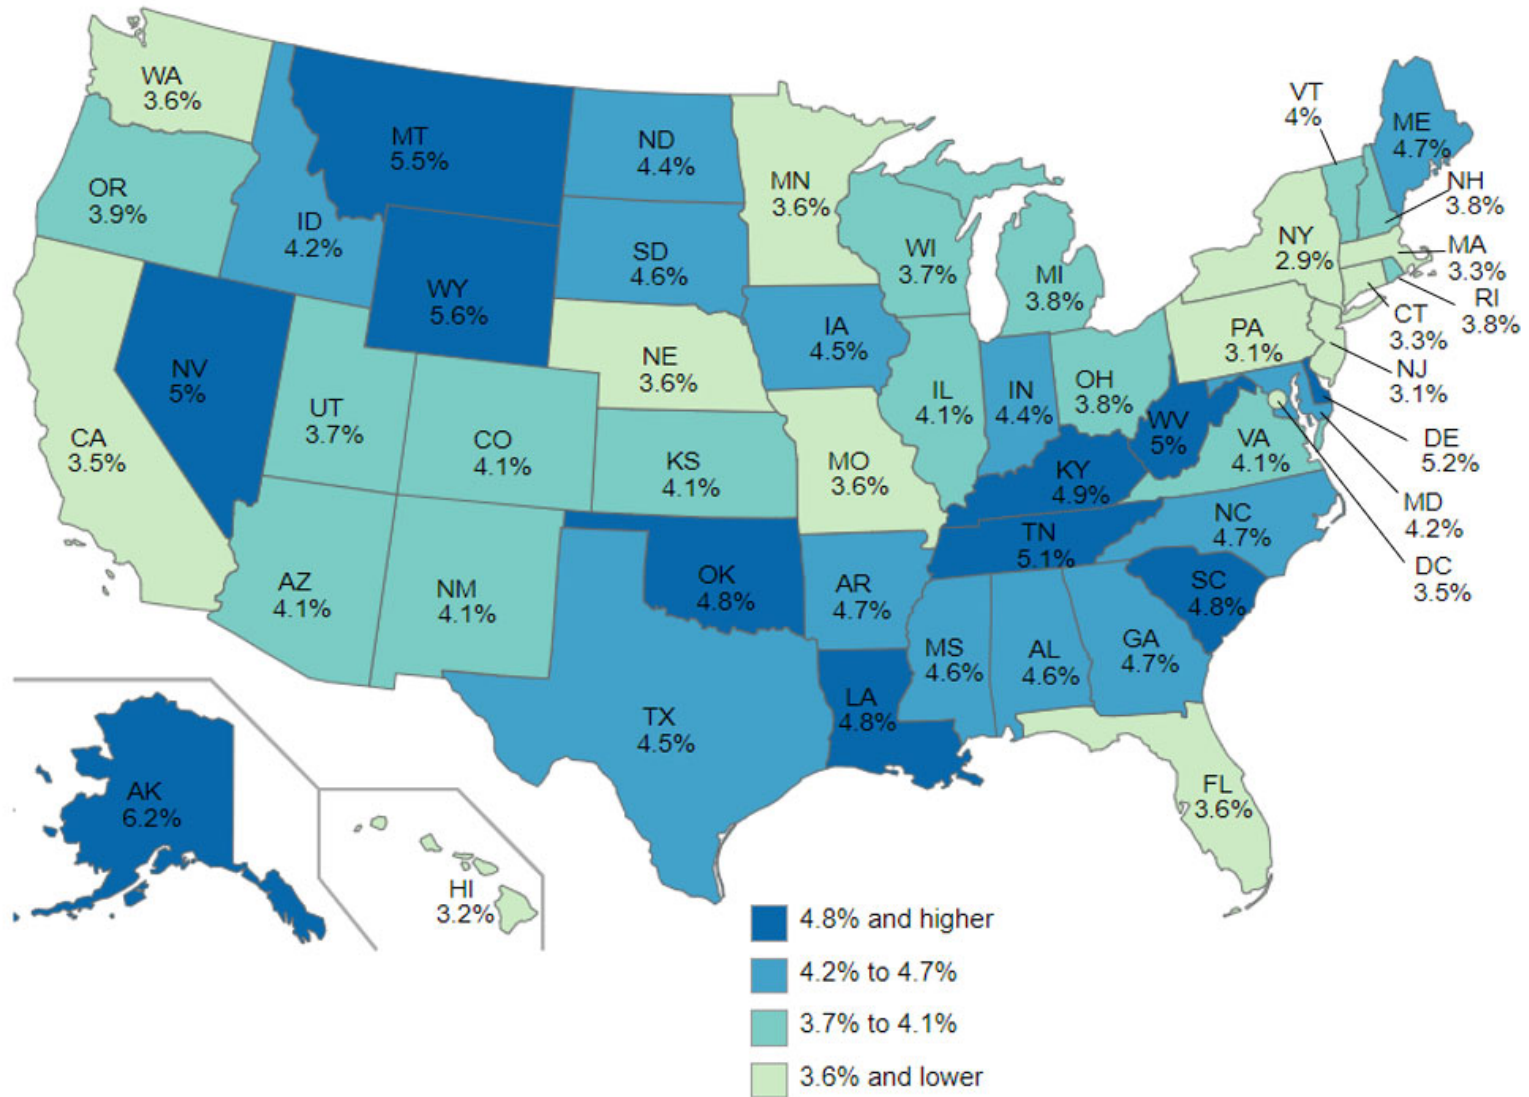 WA
3.6%
MT
5.5%
ND
4.4%
MN
3.6%
VT
4%
ME
4.7%
OR
3.9%
ID
4.2%
WY
5.6%
SD
4.6%
WI
3.7%
MI
3.8%
NY
2.9%
NH
3.8%
MA
3.3%
RI
3.8%
CT
3.3%
NJ
3.1%
PA
3.1%
NV
5%
UT
3.7%
CO
4.1%
NE
3.6%
IA
4.5%
IL
4.1%
IN
4.4%
OH
3.8%
WV
5%
VA
4.1%
DE
5.2%
MD
4.2%
DC
3.5%
CA
3.5%
KS
4.1%
MO
3.6%
KY
4.9%
TN
5.1%
NC
4.7%
AZ
4.1%
NM
4.1%
OK
4.8%
AR
4.7%
SC
4.8%
MS
4.6%
AL
4.6%
GA
4.7%
TX
4.5%
LA
4.8%
FL
3.6%
AK
6.2%
HI
3.2%
4.8% and higher
4.2% to 4.7%
3.7% to 4.1%
3.6% and lower